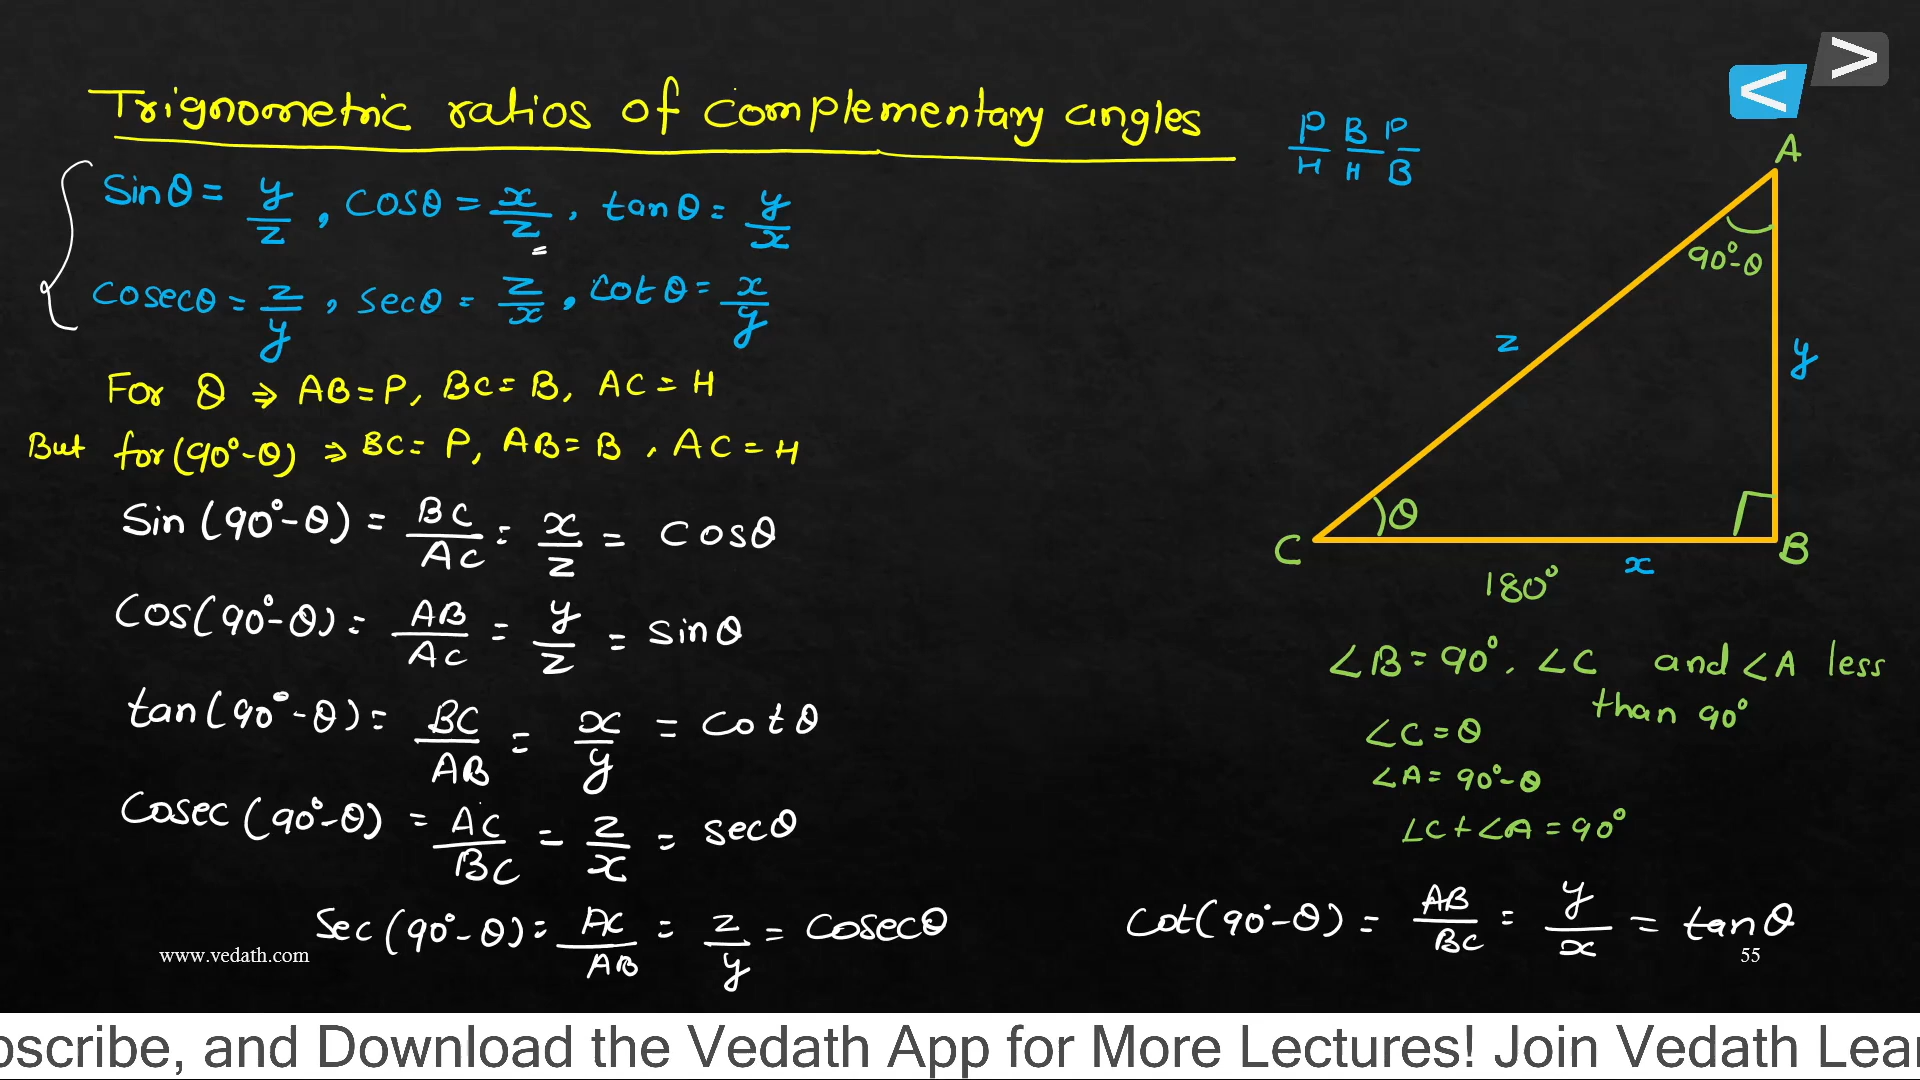 Trignometric ratios of complementary angles
P/H B/H P/B
Sinθ = y/z, cosθ = x/z, tanθ = y/x
cosecθ = z/y, secθ = z/x, cotθ = x/y
For θ ⇒ AB = P, BC = B, AC = H
But for (90°-θ) ⇒ BC = P, AB = B, AC = H
Sin (90°-θ) = BC/AC = x/z = cosθ
Cos(90°-θ) = AB/AC = y/z = sinθ
tan(90°-θ) = BC/AB = x/y = cotθ
Cosec (90°-θ) = AC/BC = z/x = secθ
Sec(90°-θ) = AC/AB = z/y = cosecθ
A
90°-θ
z
y
C
θ
B
x
180°
∠B = 90°, ∠C and ∠A less
than 90°
∠C = θ
∠A = 90°-θ
∠C + ∠A = 90°
Cot(90°-θ) = AB/BC = y/x = tanθ
www.vedath.com
55
oscribe, and Download the Vedath App for More Lectures! Join Vedath Lear